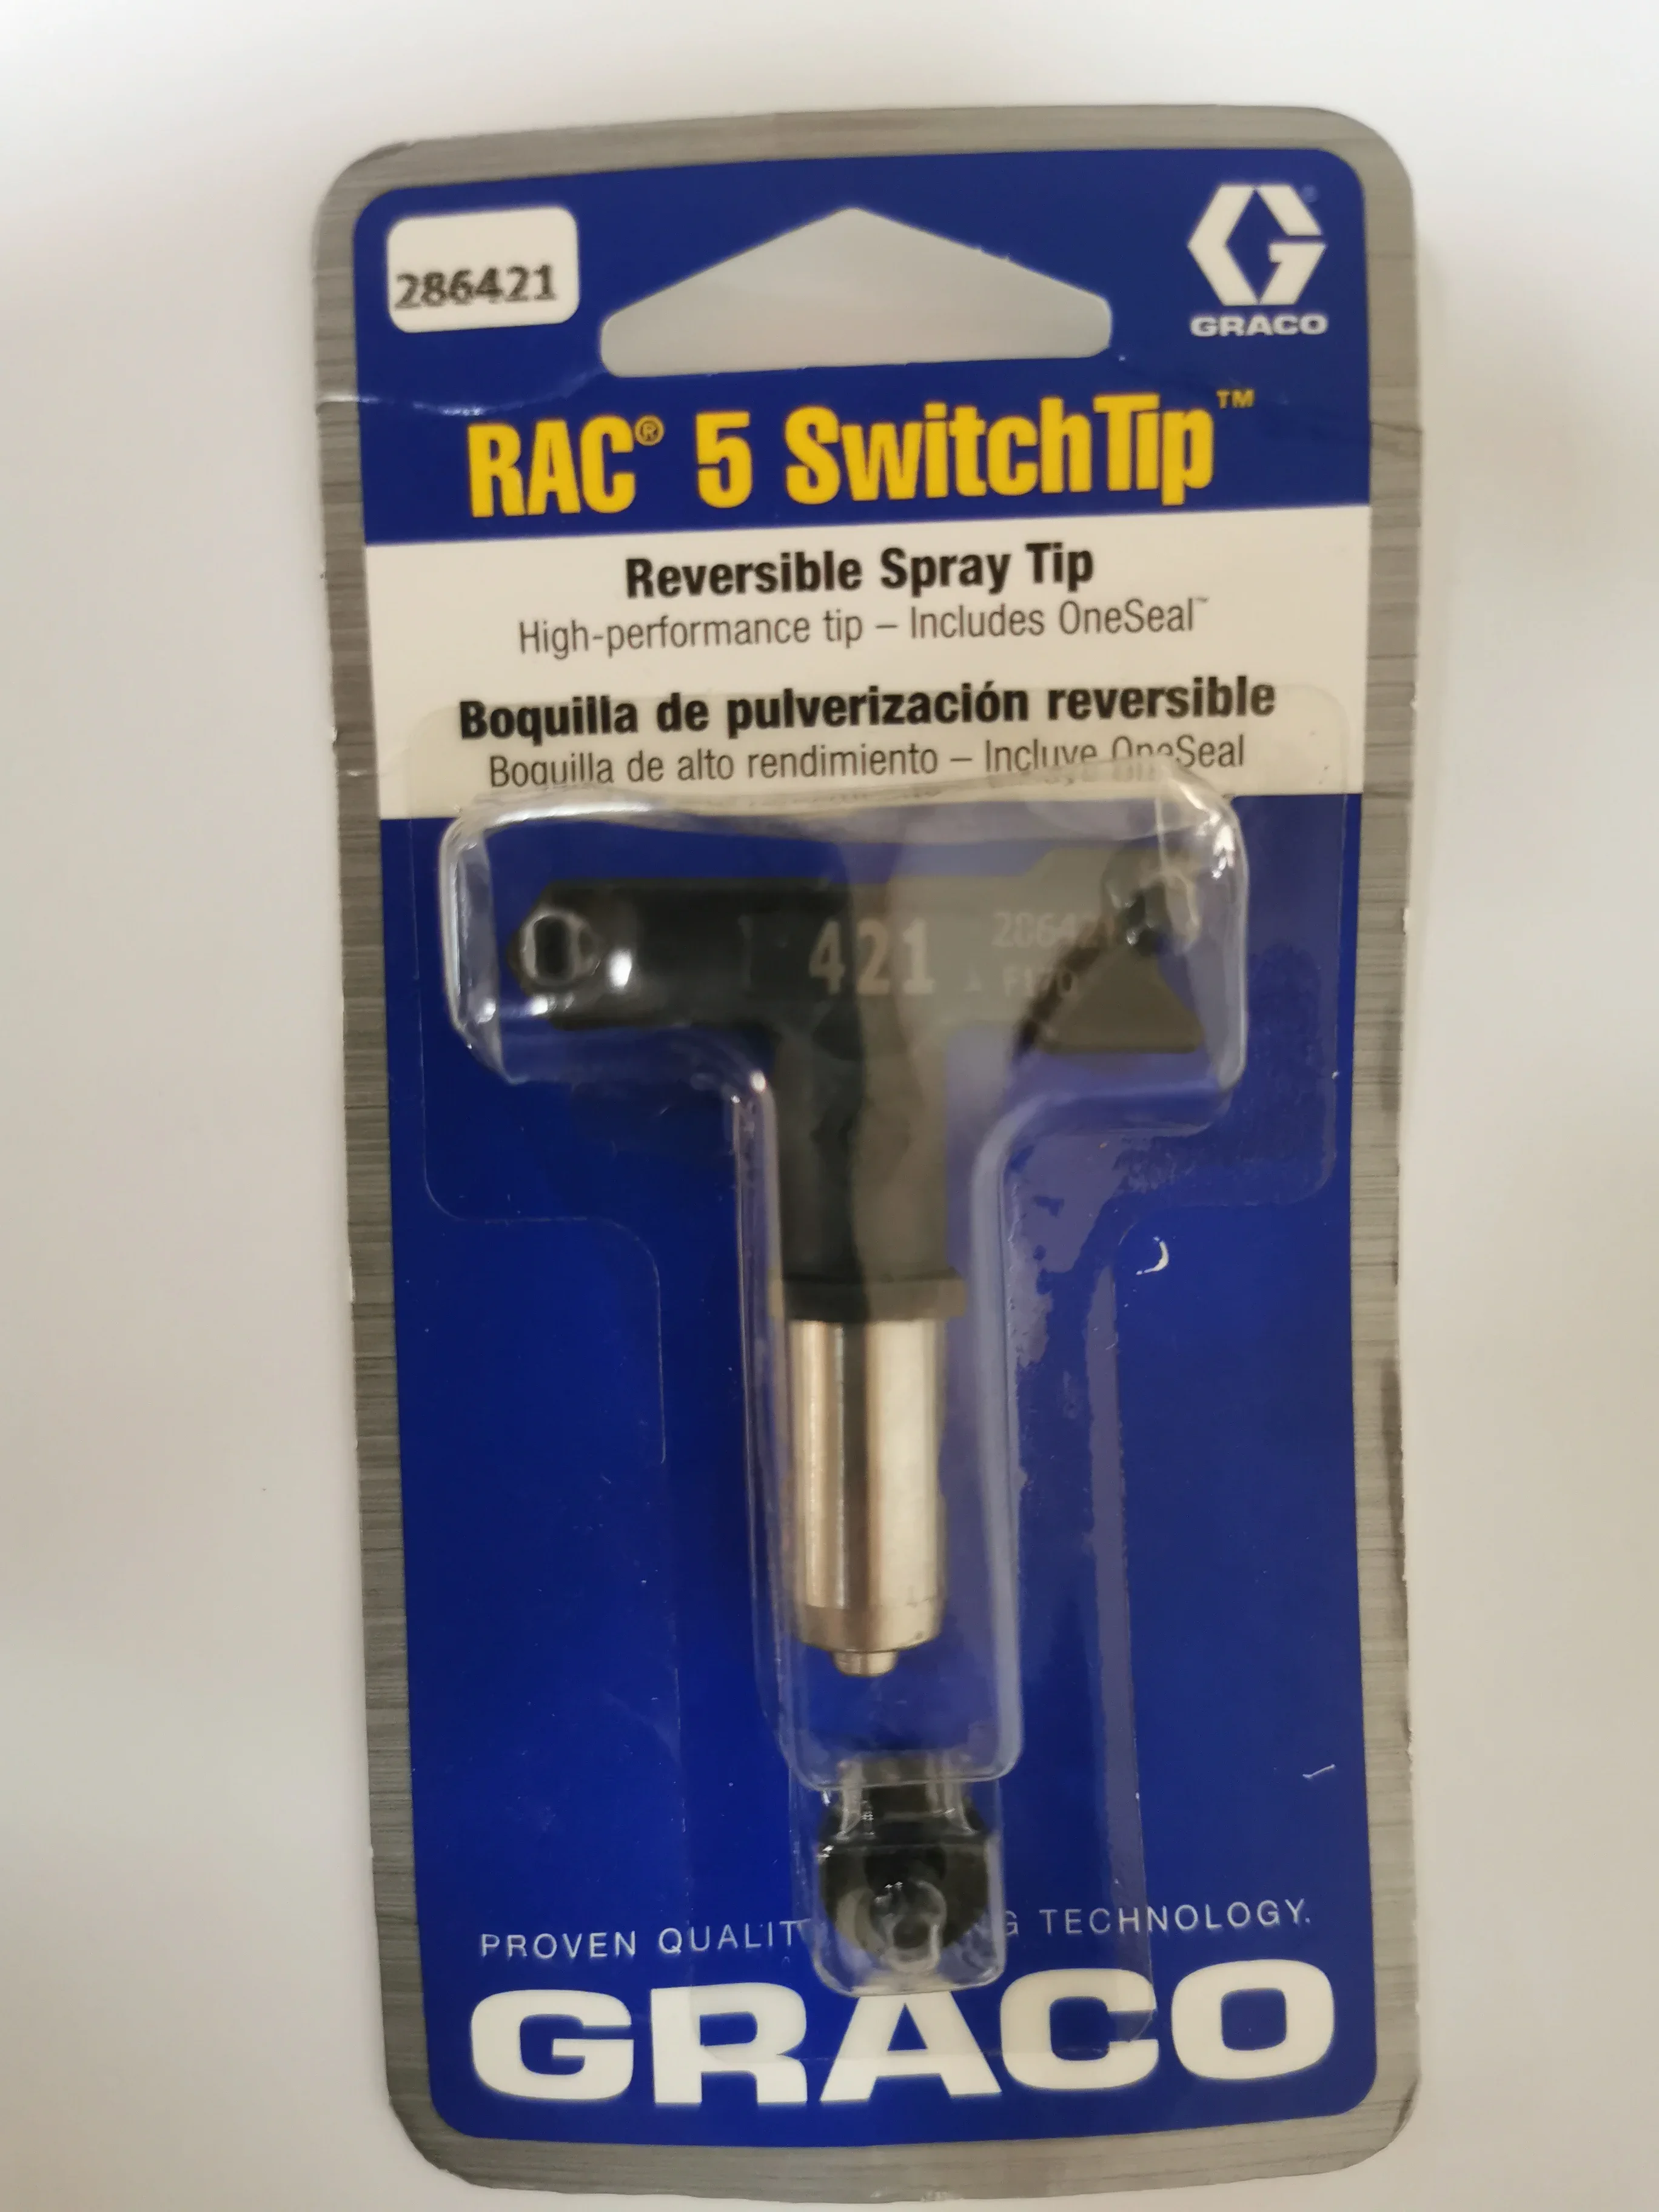 286421
GRACO
RAC® 5 SwitchTip™
Reversible Spray Tip
High-performance tip – Includes OneSeal™
Boquilla de pulverización reversible
Boquilla de alto rendimiento – Incluye OneSeal
421
286421
PROVEN QUALIT G TECHNOLOGY.
GRACO